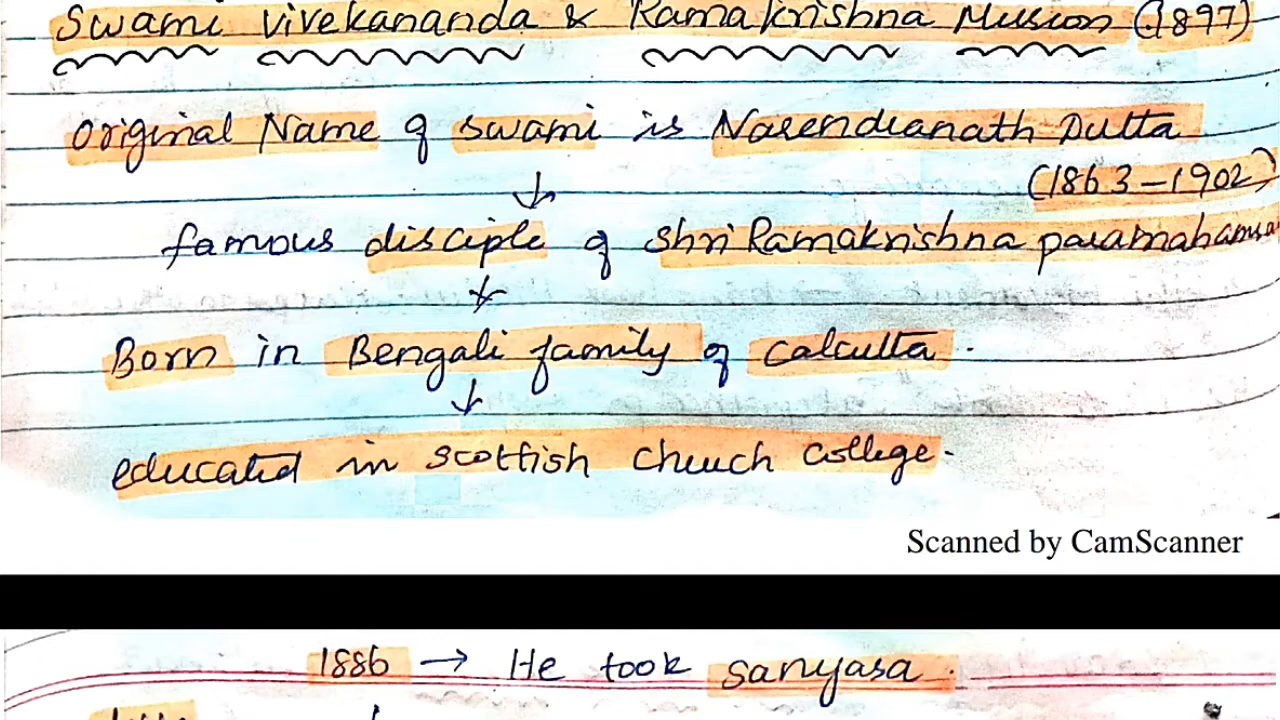 Swami Vivekananda & Ramakrishna Mission (1897)
Original Name of Swami is Narendranath Dutta
(1863-1902)
famous disciple of Shri Ramakrishna paramahamsa
Born in Bengali family of Calcutta.
educated in Scottish Church College.
Scanned by CamScanner
1886 → He took sanyasa.